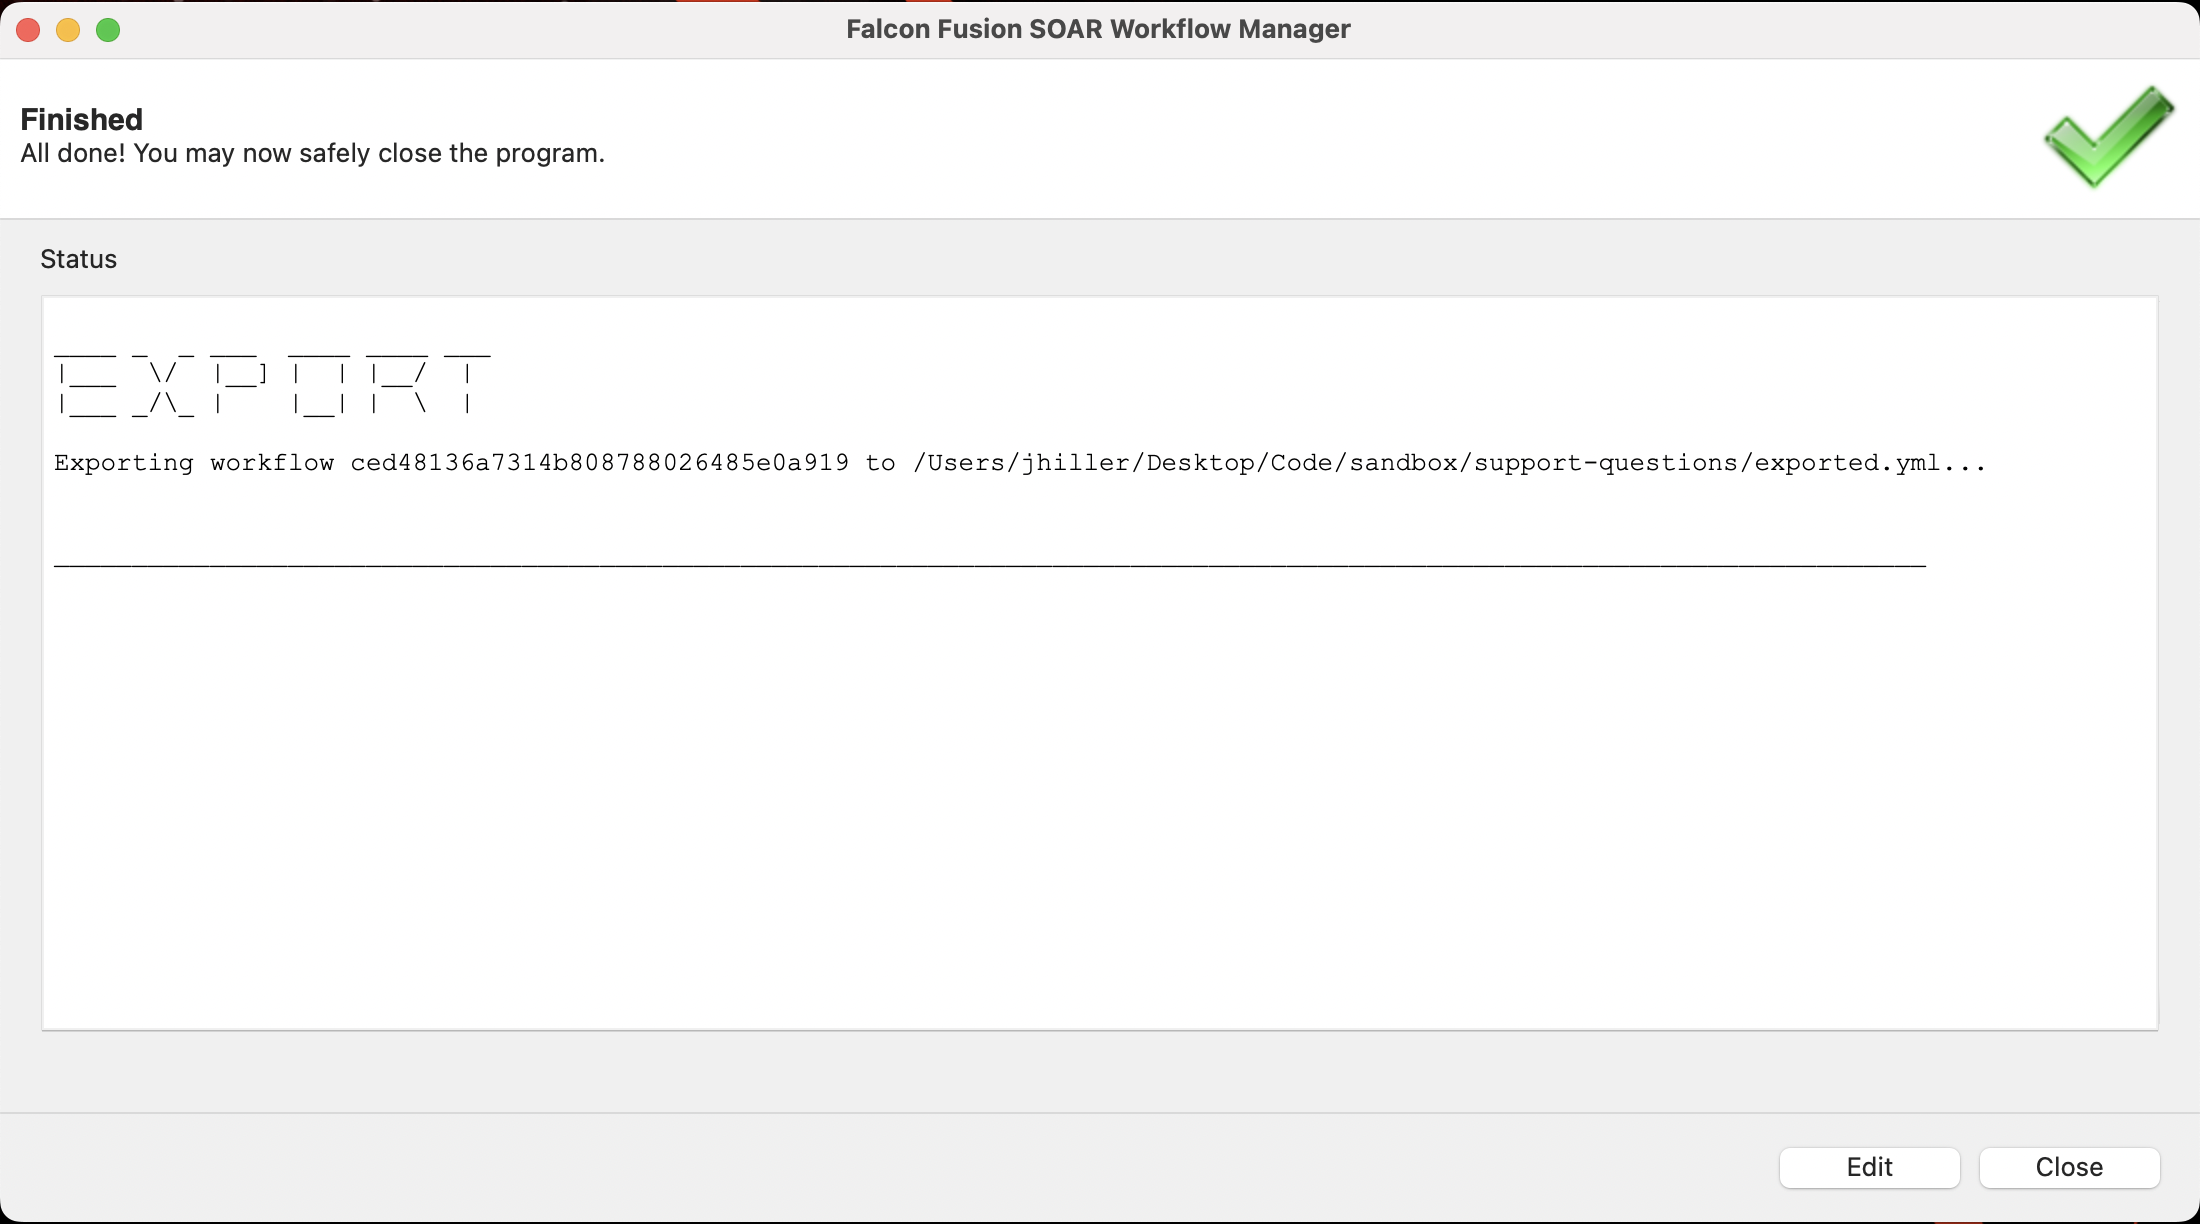 Falcon Fusion SOAR Workflow Manager
Finished
All done! You may now safely close the program.
Status
EXPORT
Exporting workflow ced48136a7314b808788026485e0a919 to /Users/jhiller/Desktop/Code/sandbox/support-questions/exported.yml...
Edit
Close